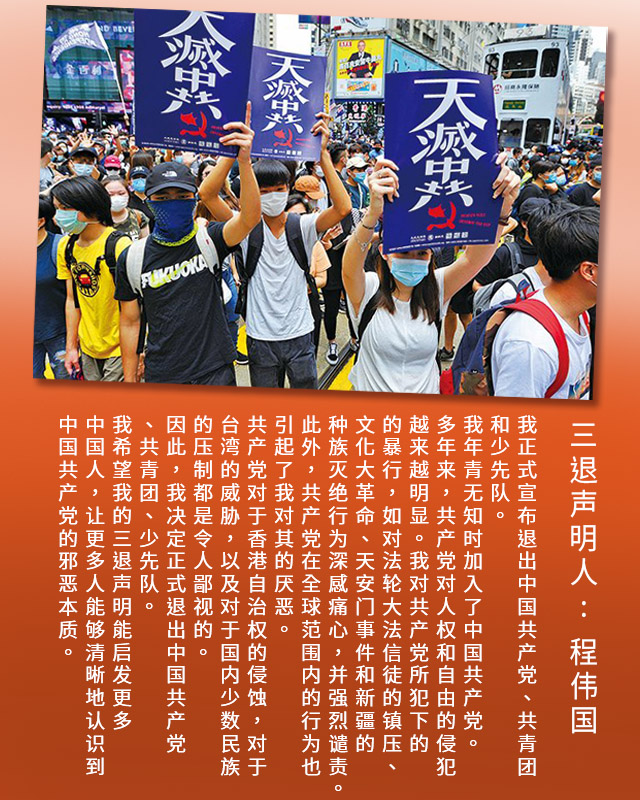 天滅中共
天滅中共
天滅中共
FUKUOKA
93
三退声明人：程伟国
我正式宣布退出中国共产党、共青团
和少先队。
我年青无知时加入了中国共产党。
多年来，共产党对人权和自由的侵犯
越来越明显。我对共产党所犯下的
的暴行，如对法轮大法信徒的镇压、
文化大革命、天安门事件和新疆的
种族灭绝行为深感痛心，并强烈谴责。
此外，共产党在全球范围内的行为也
引起了我对其的厌恶。
共产党对于香港自治权的侵蚀，对于
台湾的威胁，以及对于国内少数民族
的压制都是令人鄙视的。
因此，我决定正式退出中国共产党
、共青团、少先队。
我希望我的三退声明能启发更多
中国人，让更多人能够清晰地认识到
中国共产党的邪恶本质。